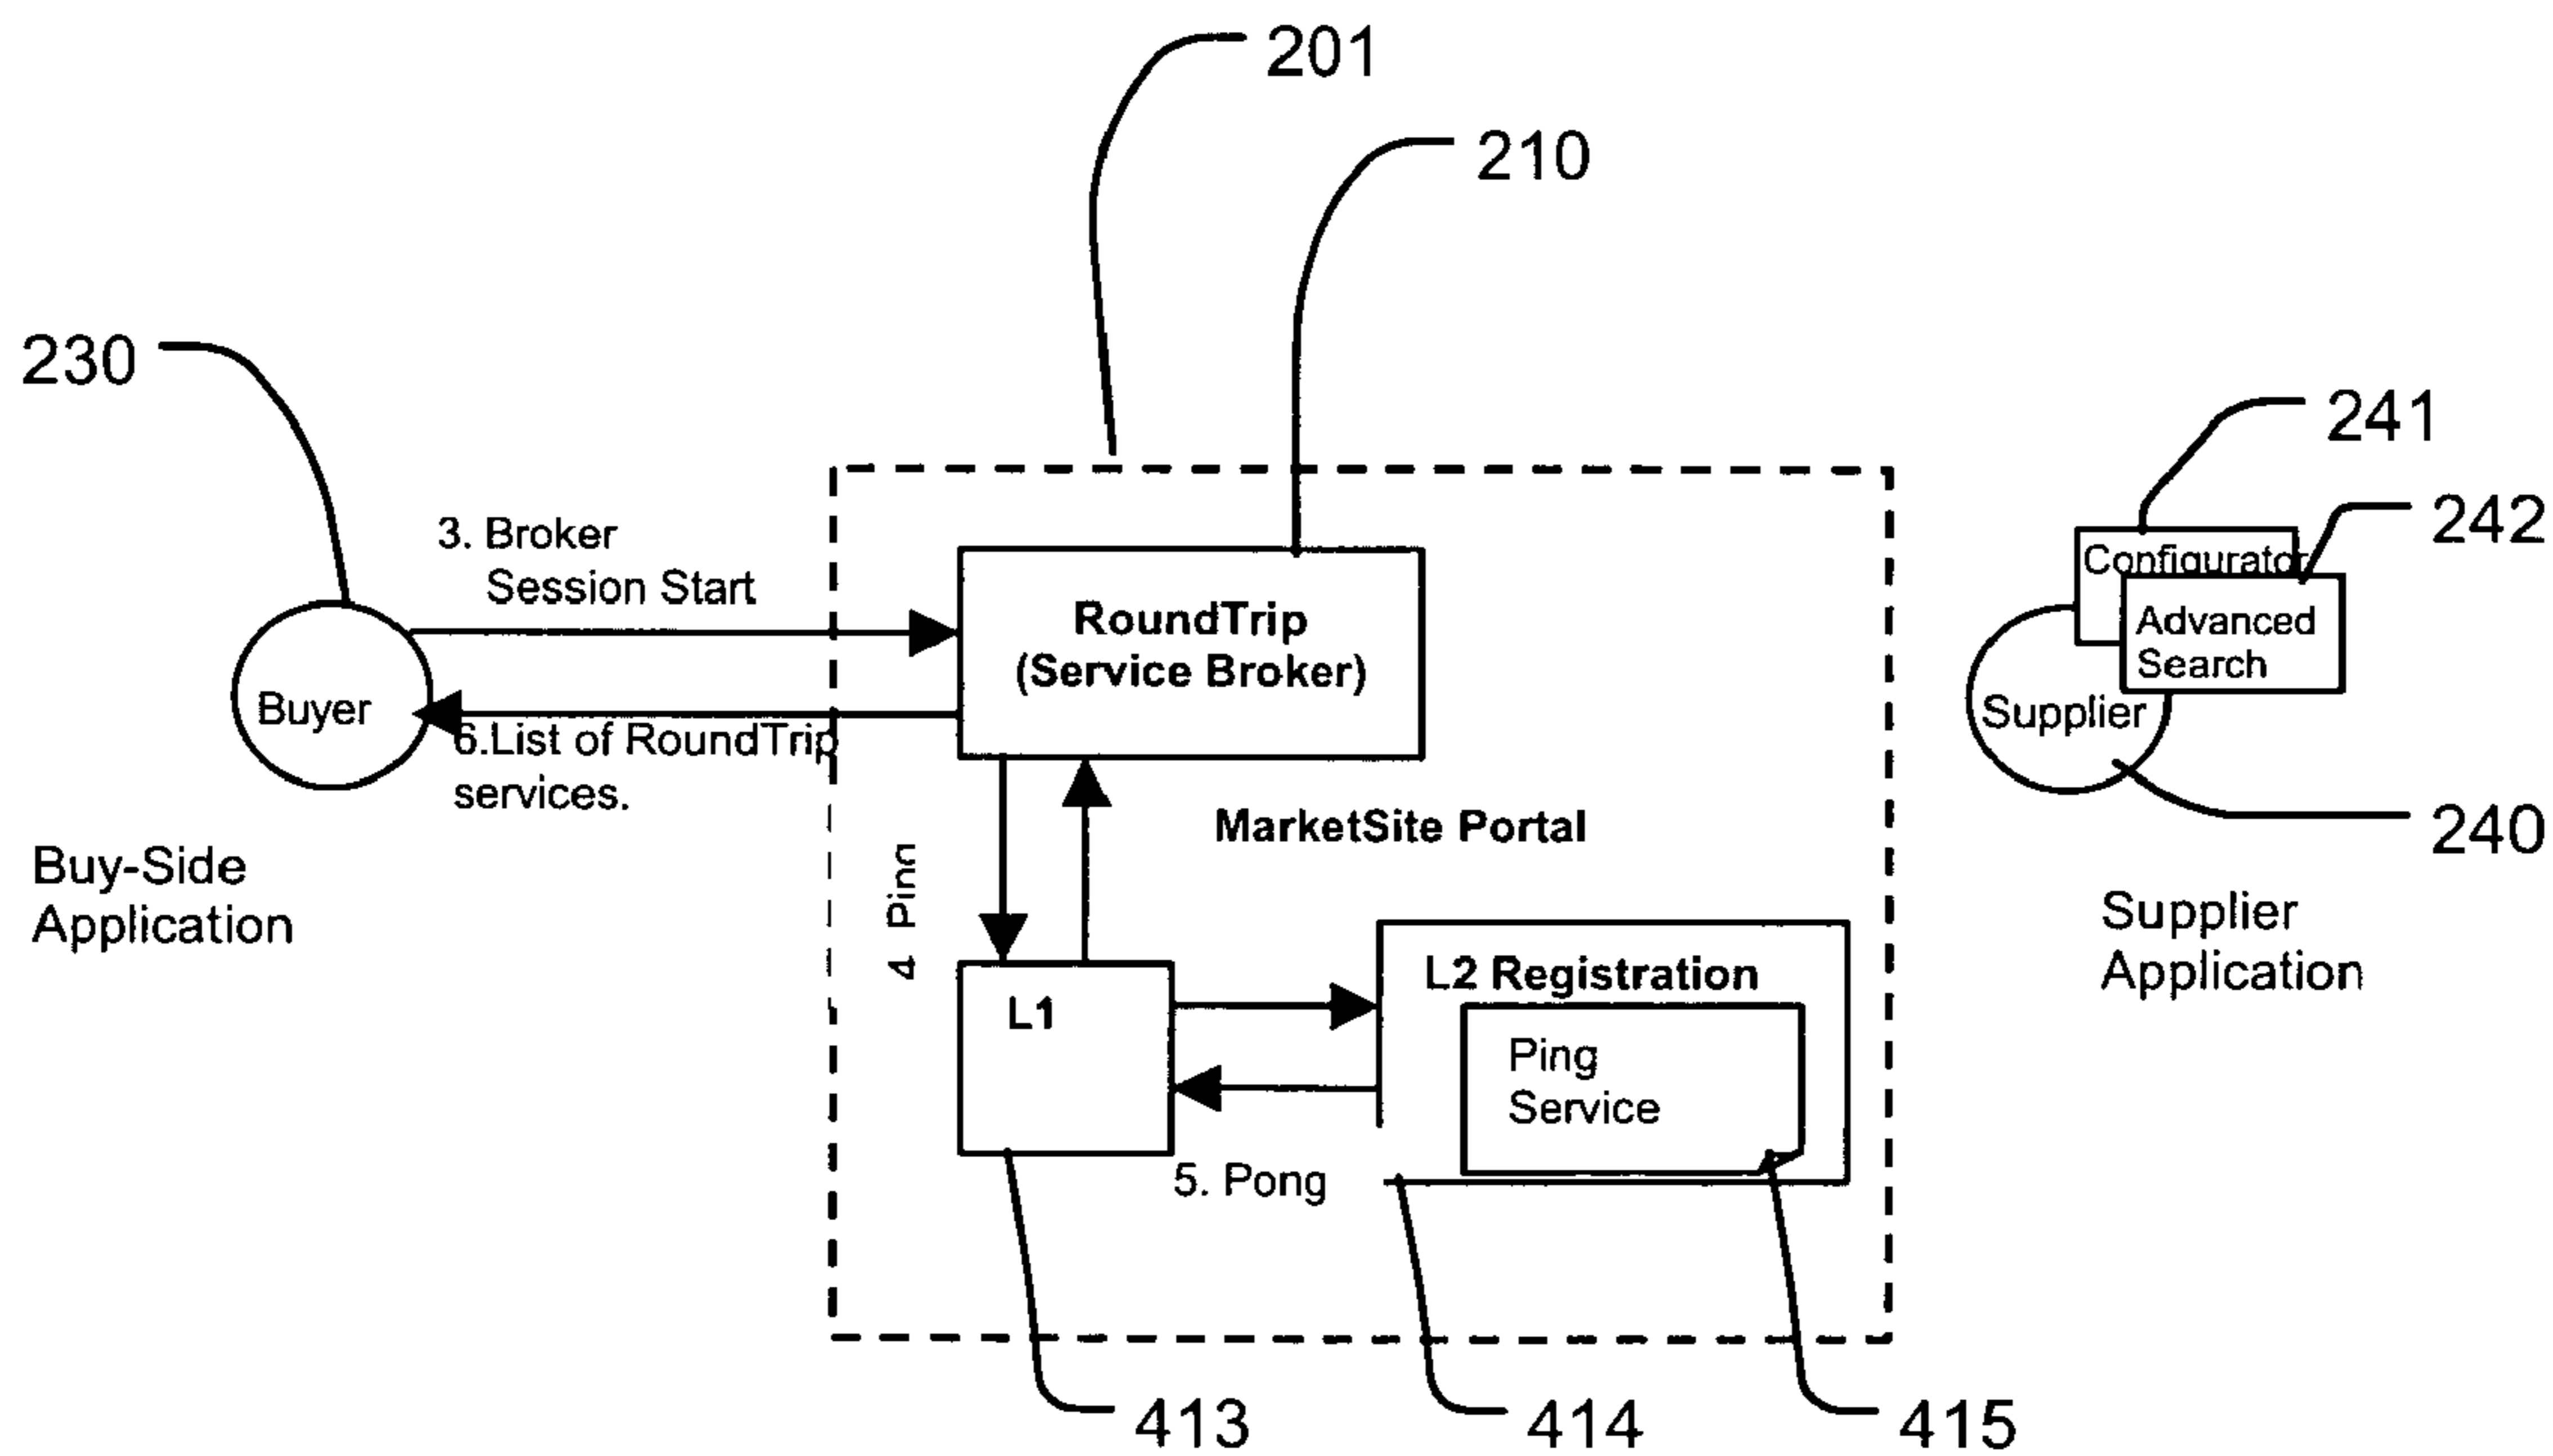 201
210
230
241
242
3. Broker
Session Start
Configurator
RoundTrip
(Service Broker)
Advanced
Search
Buyer
Supplier
6.List of RoundTrip
services.
MarketSite Portal
240
4 Ping
Buy-Side
Application
Supplier
Application
L2 Registration
L1
Ping
Service
5. Pong
413
414
415